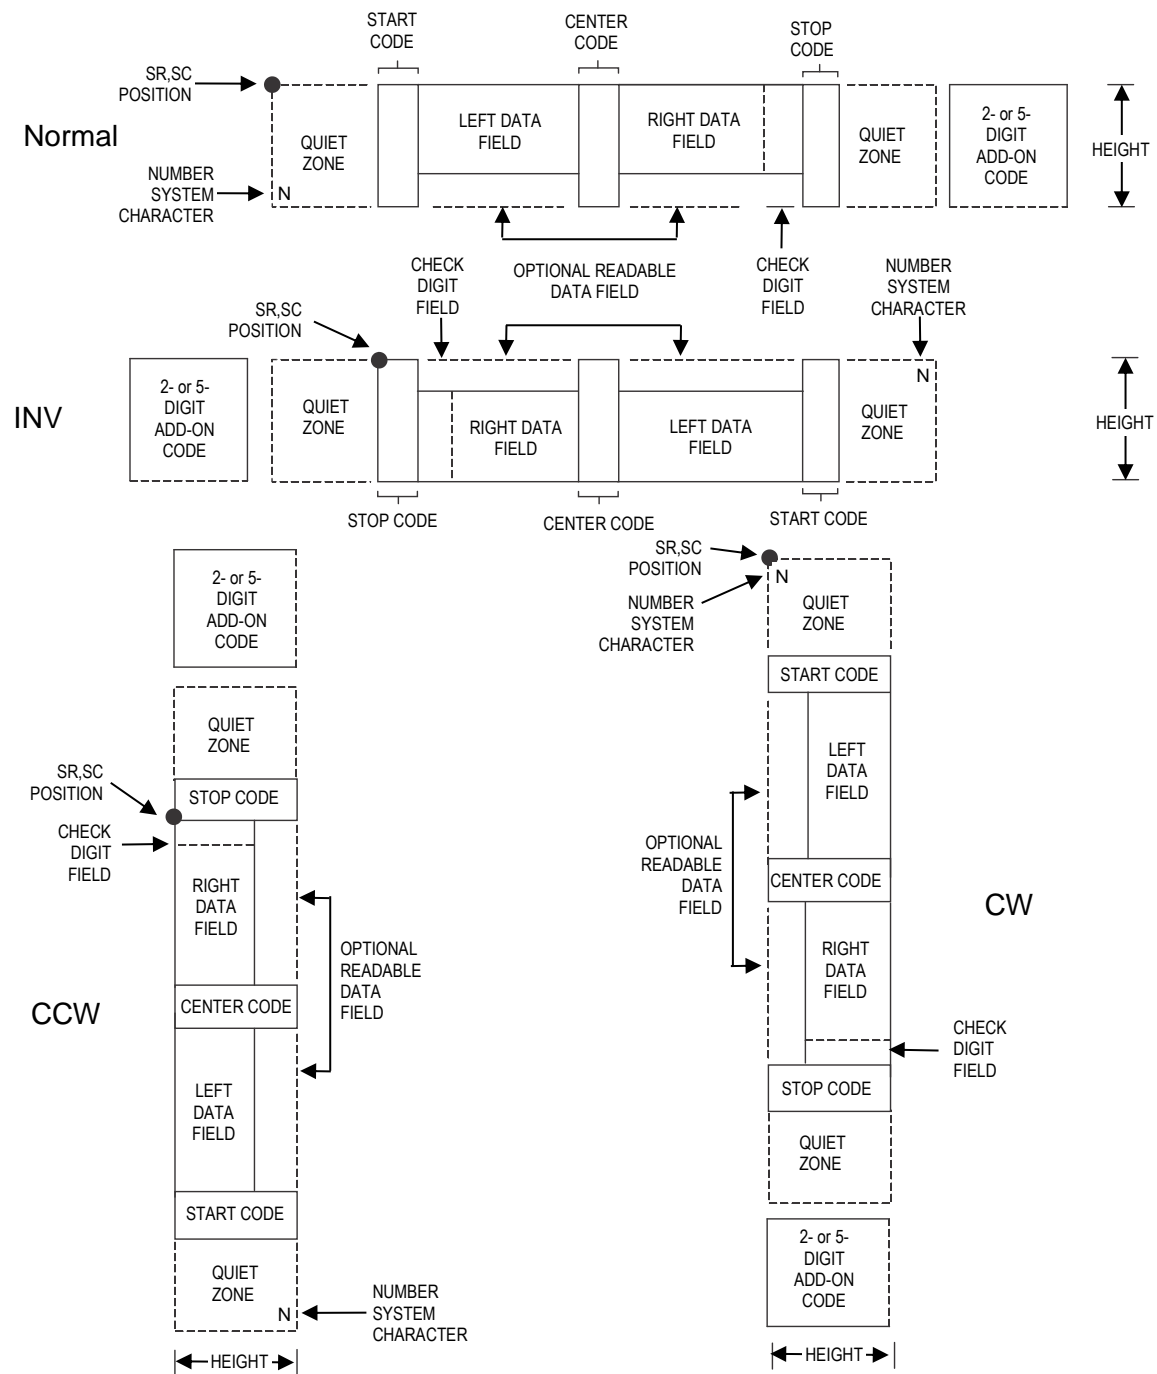 START
CODE
CENTER
CODE
STOP
CODE
SR,SC
POSITION
Normal
QUIET
ZONE
LEFT DATA
FIELD
RIGHT DATA
FIELD
QUIET
ZONE
2- or 5-
DIGIT
ADD-ON
CODE
HEIGHT
NUMBER
SYSTEM
CHARACTER
N
CHECK
DIGIT
FIELD
OPTIONAL READABLE
DATA FIELD
CHECK
DIGIT
FIELD
NUMBER
SYSTEM
CHARACTER
SR,SC
POSITION
INV
2- or 5-
DIGIT
ADD-ON
CODE
QUIET
ZONE
RIGHT DATA
FIELD
LEFT DATA
FIELD
N
QUIET
ZONE
HEIGHT
STOP CODE
CENTER CODE
START CODE
2- or 5-
DIGIT
ADD-ON
CODE
QUIET
ZONE
SR,SC
POSITION
STOP CODE
CHECK
DIGIT
FIELD
RIGHT
DATA
FIELD
OPTIONAL
READABLE
DATA
FIELD
CCW
CENTER CODE
LEFT
DATA
FIELD
START CODE
QUIET
ZONE
N
NUMBER
SYSTEM
CHARACTER
HEIGHT
SR,SC
POSITION
N
NUMBER
SYSTEM
CHARACTER
QUIET
ZONE
START CODE
LEFT
DATA
FIELD
OPTIONAL
READABLE
DATA
FIELD
CENTER CODE
CW
RIGHT
DATA
FIELD
CHECK
DIGIT
FIELD
STOP CODE
QUIET
ZONE
2- or 5-
DIGIT
ADD-ON
CODE
HEIGHT